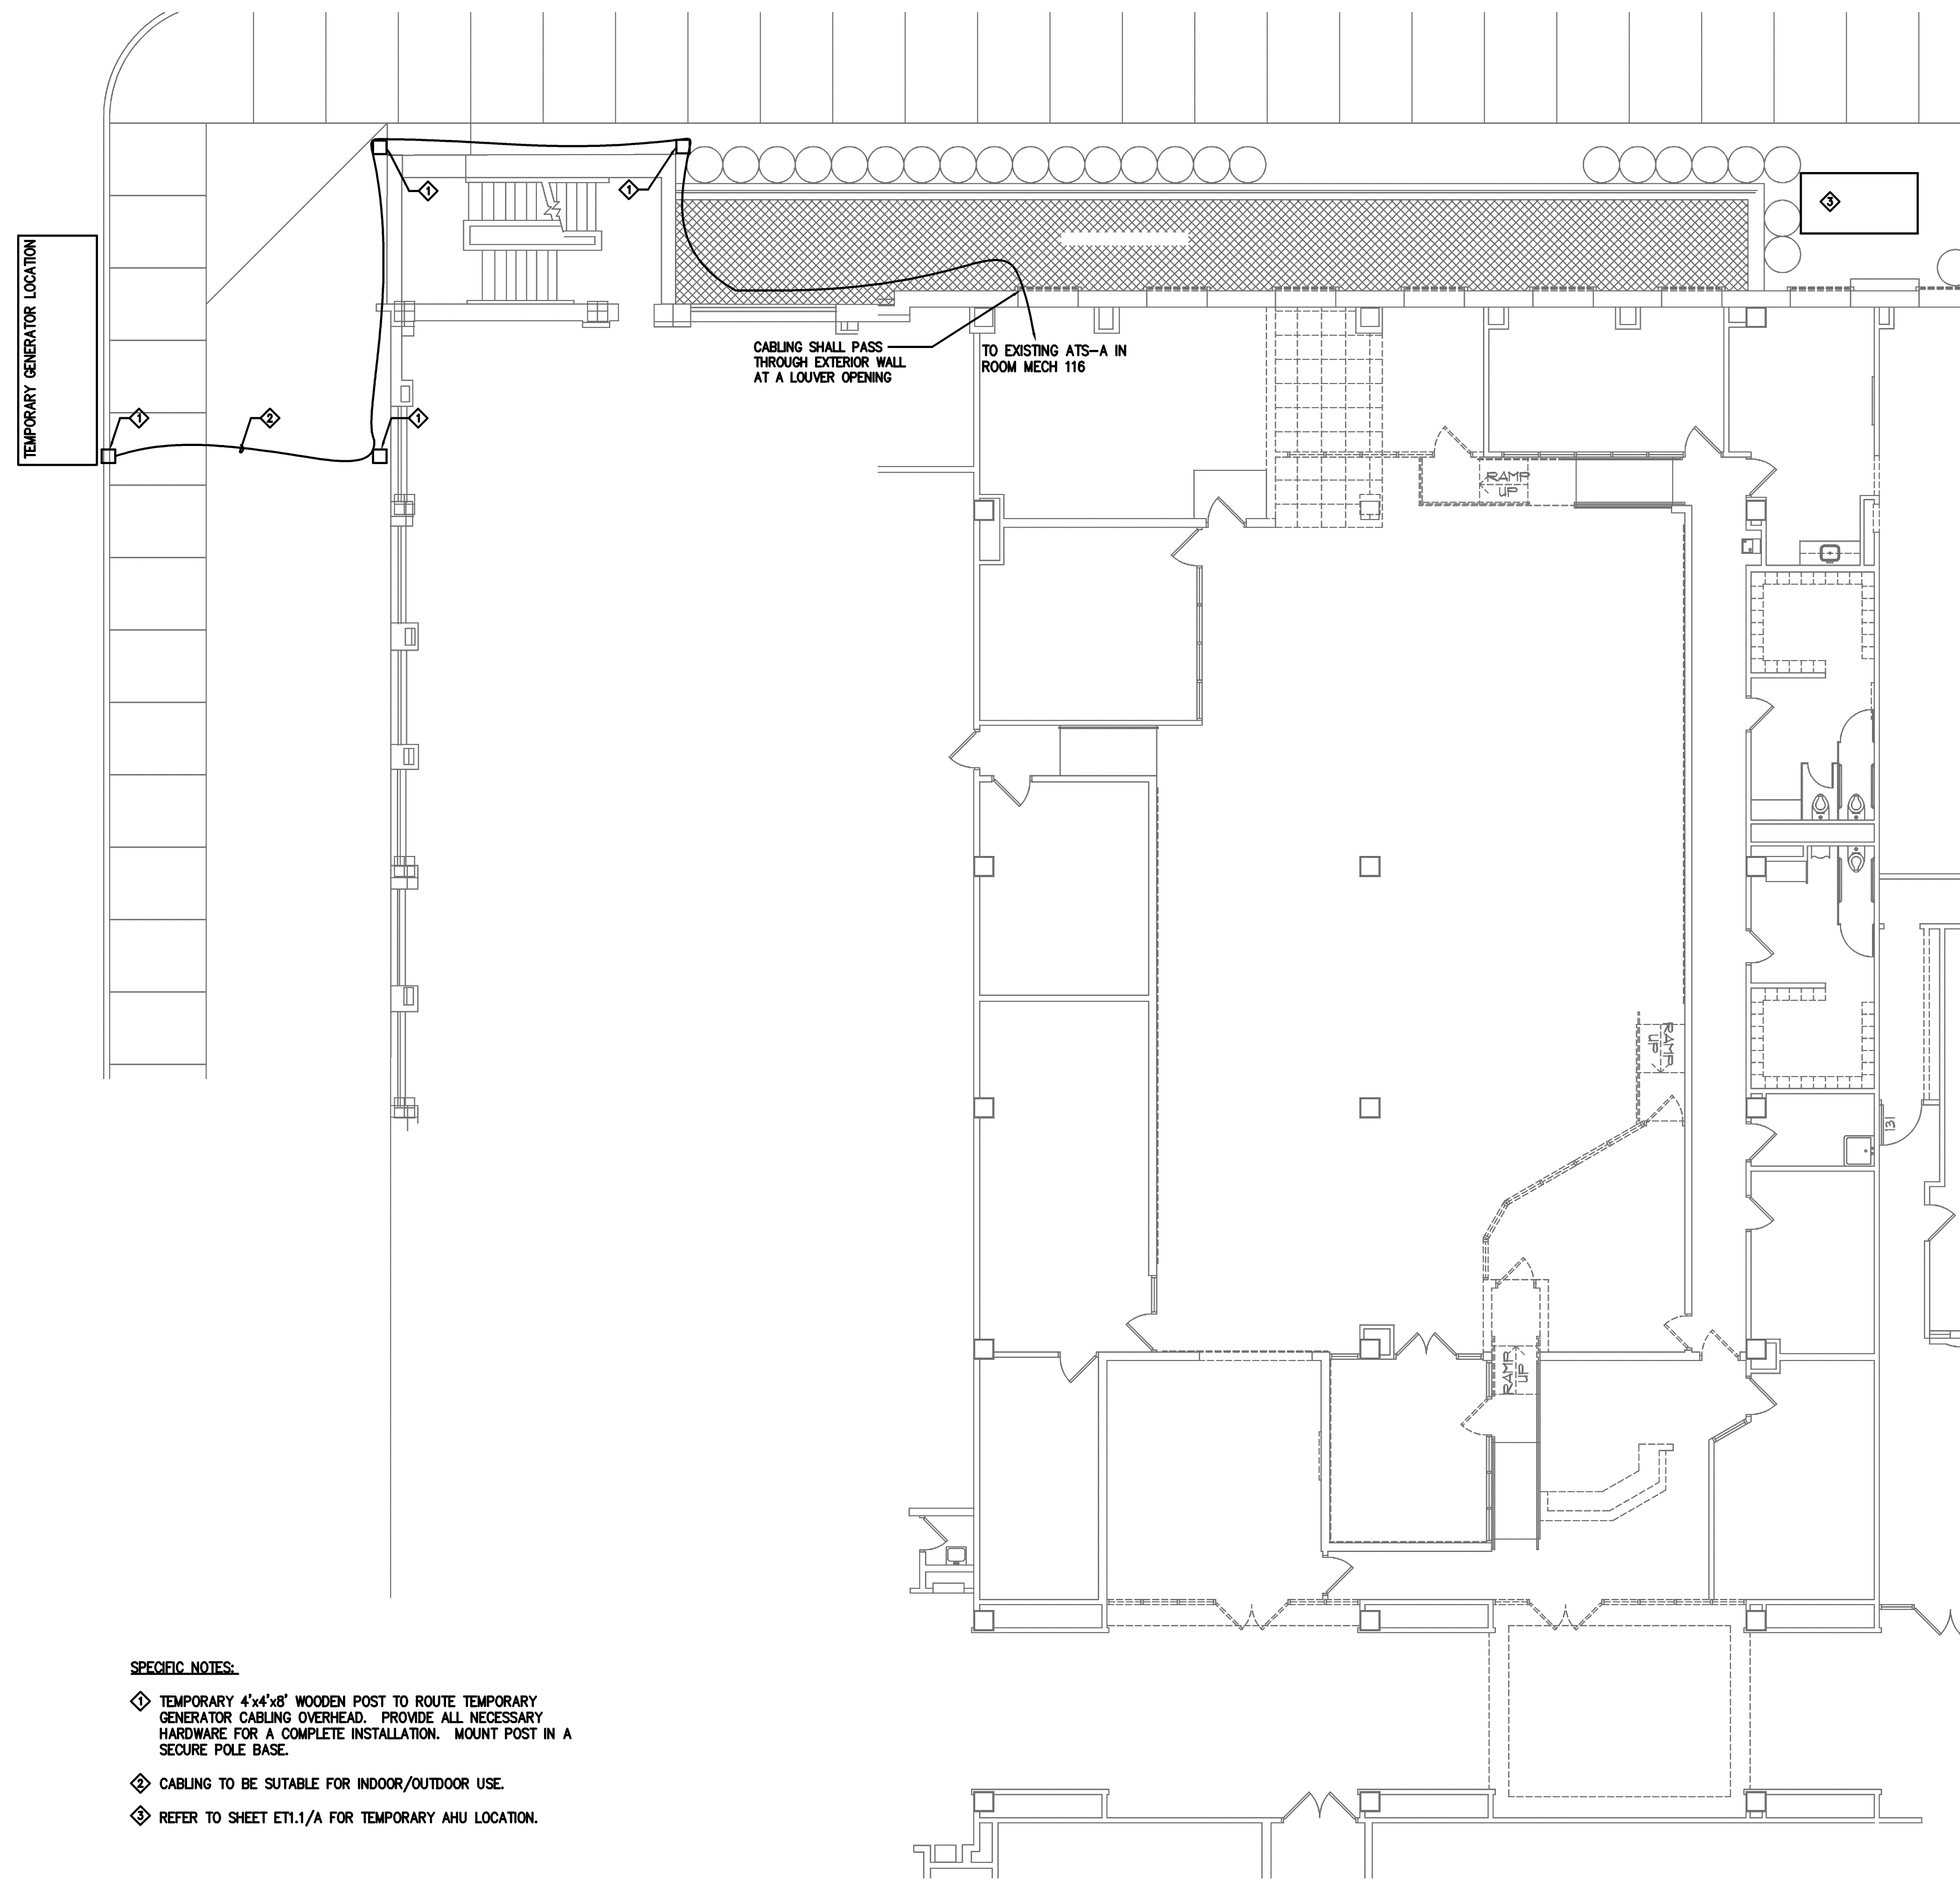 TEMPORARY GENERATOR LOCATION
1
1
3
1
2
1
CABLING SHALL PASS
THROUGH EXTERIOR WALL
AT A LOUVER OPENING
TO EXISTING ATS-A IN
ROOM MECH 116
RAMP
UP
RAMP
UP
131
RAMP
UP
SPECIFIC NOTES:
1 TEMPORARY 4'x4'x8' WOODEN POST TO ROUTE TEMPORARY
GENERATOR CABLING OVERHEAD. PROVIDE ALL NECESSARY
HARDWARE FOR A COMPLETE INSTALLATION. MOUNT POST IN A
SECURE POLE BASE.
2 CABLING TO BE SUTABLE FOR INDOOR/OUTDOOR USE.
3 REFER TO SHEET ET1.1/A FOR TEMPORARY AHU LOCATION.